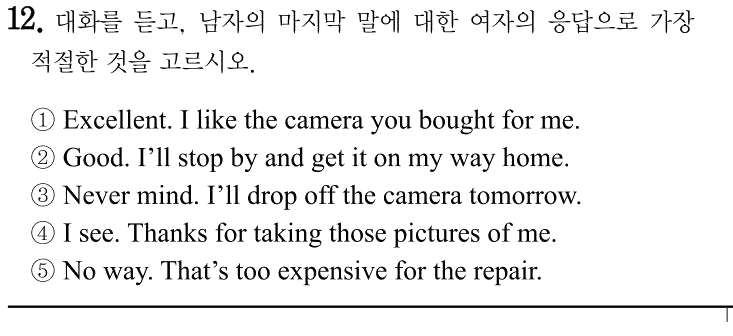 12. 대화를 듣고, 남자의 마지막 말에 대한 여자의 응답으로 가장
적절한 것을 고르시오.
① Excellent. I like the camera you bought for me.
② Good. I’ll stop by and get it on my way home.
③ Never mind. I’ll drop off the camera tomorrow.
④ I see. Thanks for taking those pictures of me.
⑤ No way. That’s too expensive for the repair.